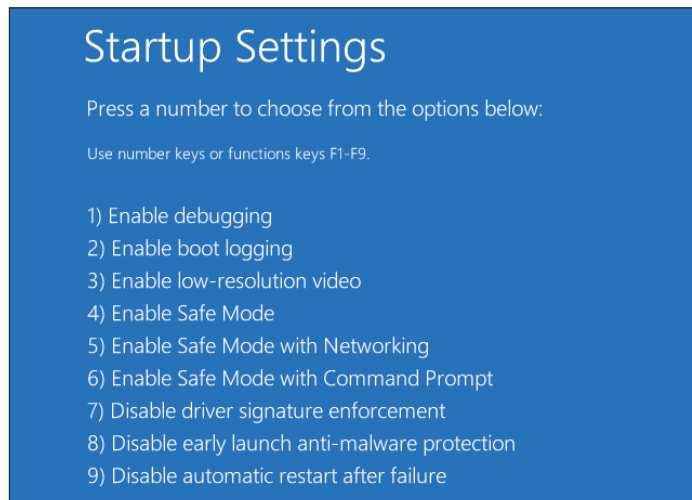 Startup Settings
Press a number to choose from the options below:
Use number keys or functions keys F1-F9.
1) Enable debugging
2) Enable boot logging
3) Enable low-resolution video
4) Enable Safe Mode
5) Enable Safe Mode with Networking
6) Enable Safe Mode with Command Prompt
7) Disable driver signature enforcement
8) Disable early launch anti-malware protection
9) Disable automatic restart after failure